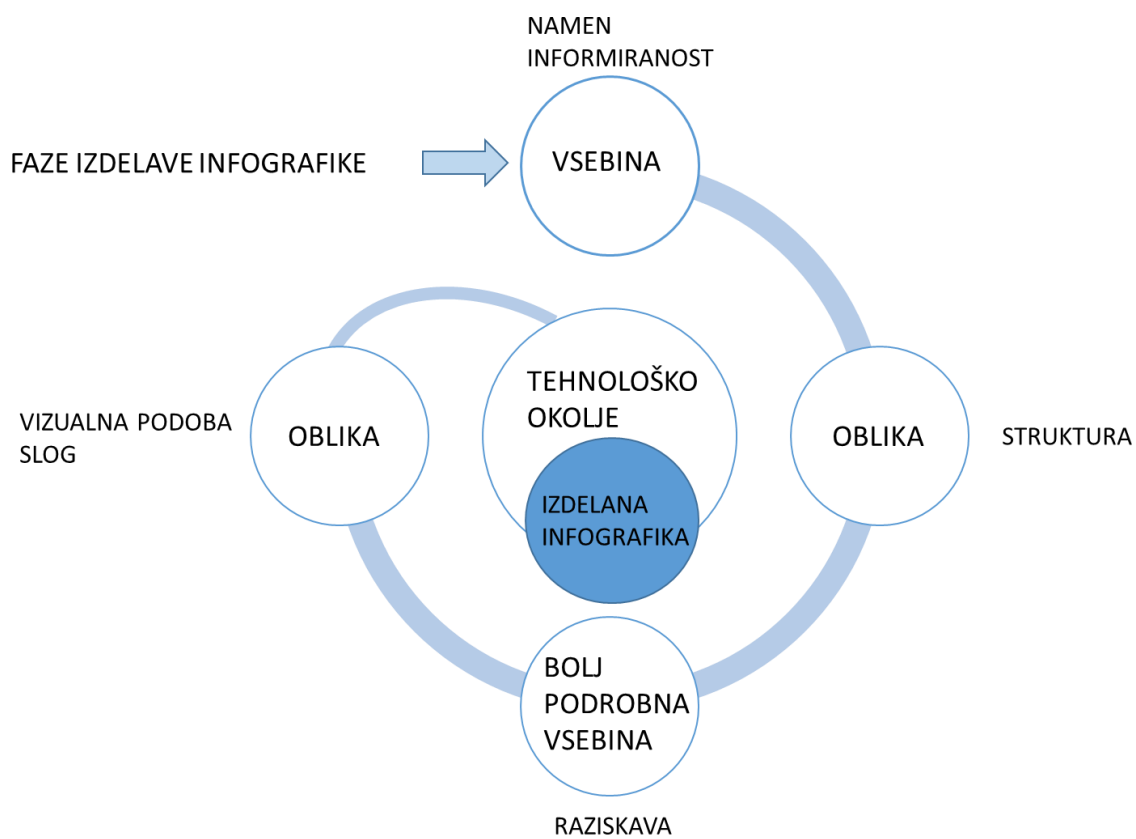 NAMEN
INFORMIRANOST
FAZE IZDELAVE INFOGRAFIKE
VSEBINA
OBLIKA
STRUKTURA
BOLJ
PODROBNA
VSEBINA
RAZISKAVA
VIZUALNA PODOBA
SLOG
OBLIKA
TEHNOLOŠKO
OKOLJE
IZDELANA
INFOGRAFIKA